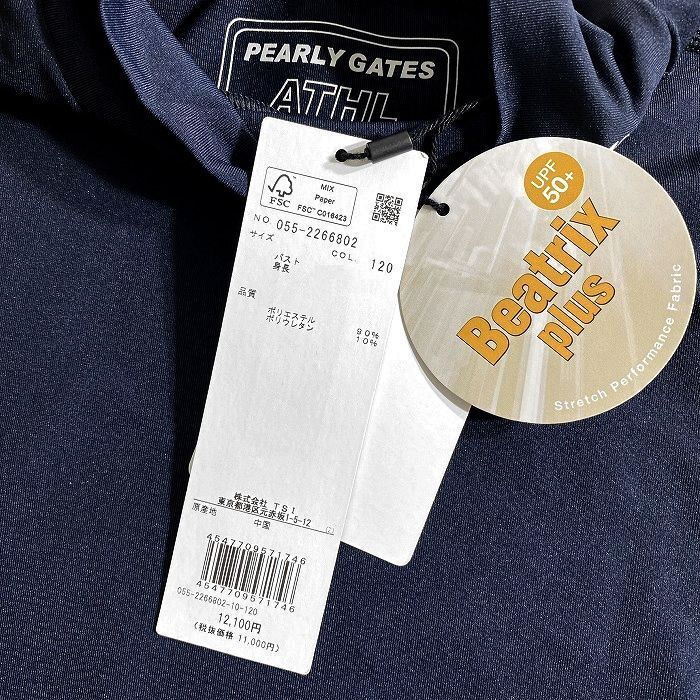 PEARLY GATES
ATHL
FSC
MIX
Paper
FSC™ C016423
NO 055-2266802
サイズ
COL. 120
バスト
身長
品質
ポリエステル 90%
ポリウレタン 10%
株式会社 TSI
東京都港区元赤坂1-5-12
原産地 中国
4547709571746
4547709571746
055-2266802-10-120
12,100円
(税抜価格 11,000円)
UPF
50+
Beatrix
plus
Stretch Performance Fabric